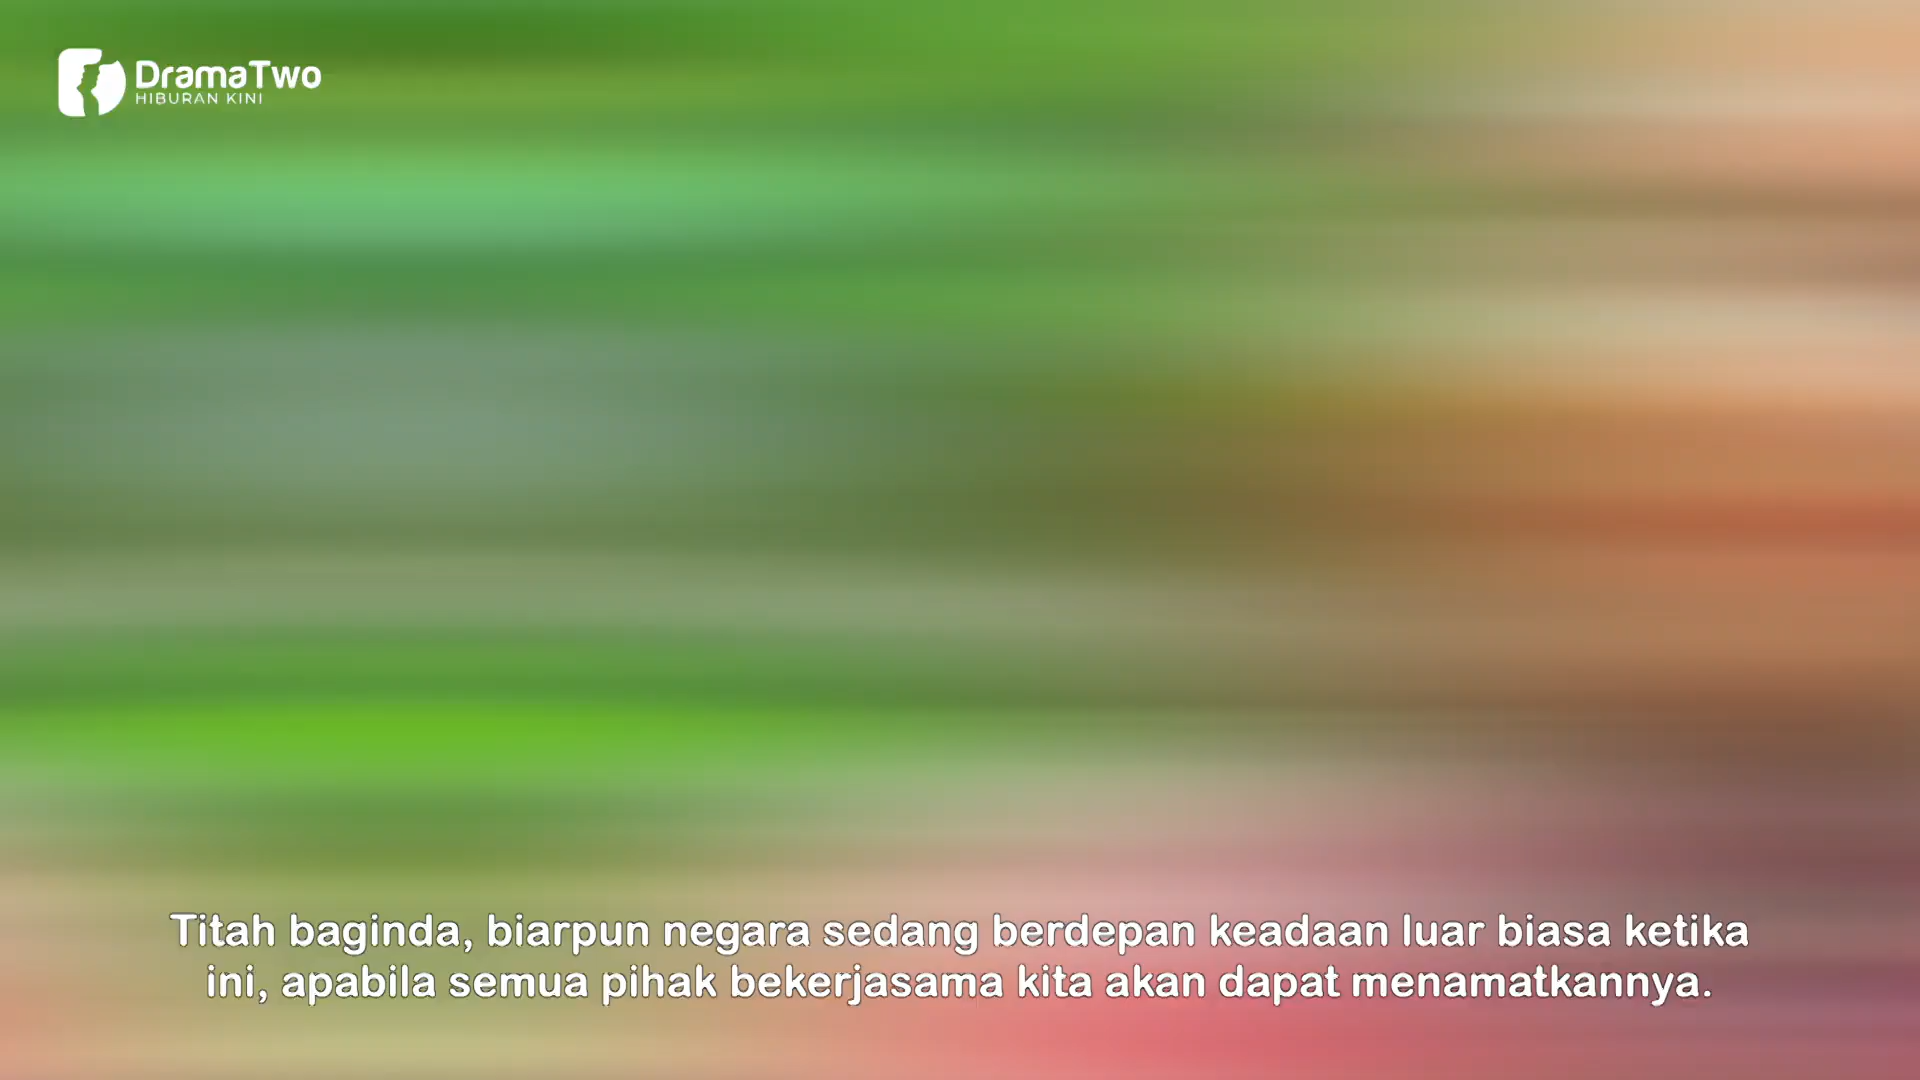 DramaTwo
HIBURAN KINI
Titah baginda, biarpun negara sedang berdepan keadaan luar biasa ketika
ini, apabila semua pihak bekerjasama kita akan dapat menamatkannya.